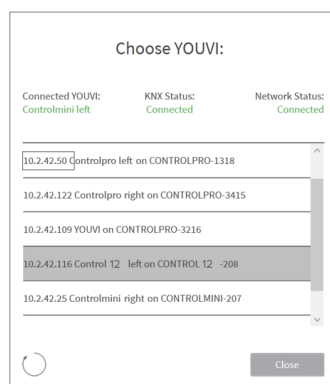 Choose YOUVI:
Connected YOUVI: KNX Status: Network Status:
Controlmini left Connected Connected
10.2.42.50 Controlpro left on CONTROLPRO-1318
10.2.42.122 Controlpro right on CONTROLPRO-3415
10.2.42.109 YOUVI on CONTROLPRO-3216
10.2.42.116 Control 12 left on CONTROL 12 -208
10.2.42.25 Controlmini right on CONTROLMINI-207
Close